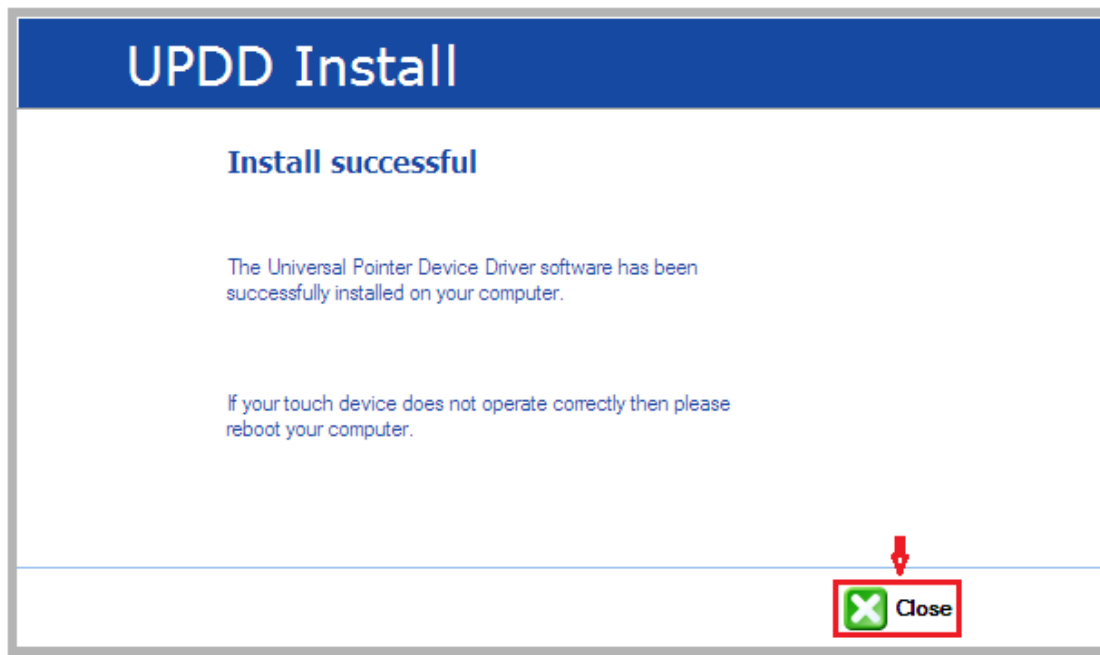 UPDD Install
Install successful
The Universal Pointer Device Driver software has been
successfully installed on your computer.
If your touch device does not operate correctly then please
reboot your computer.
Close